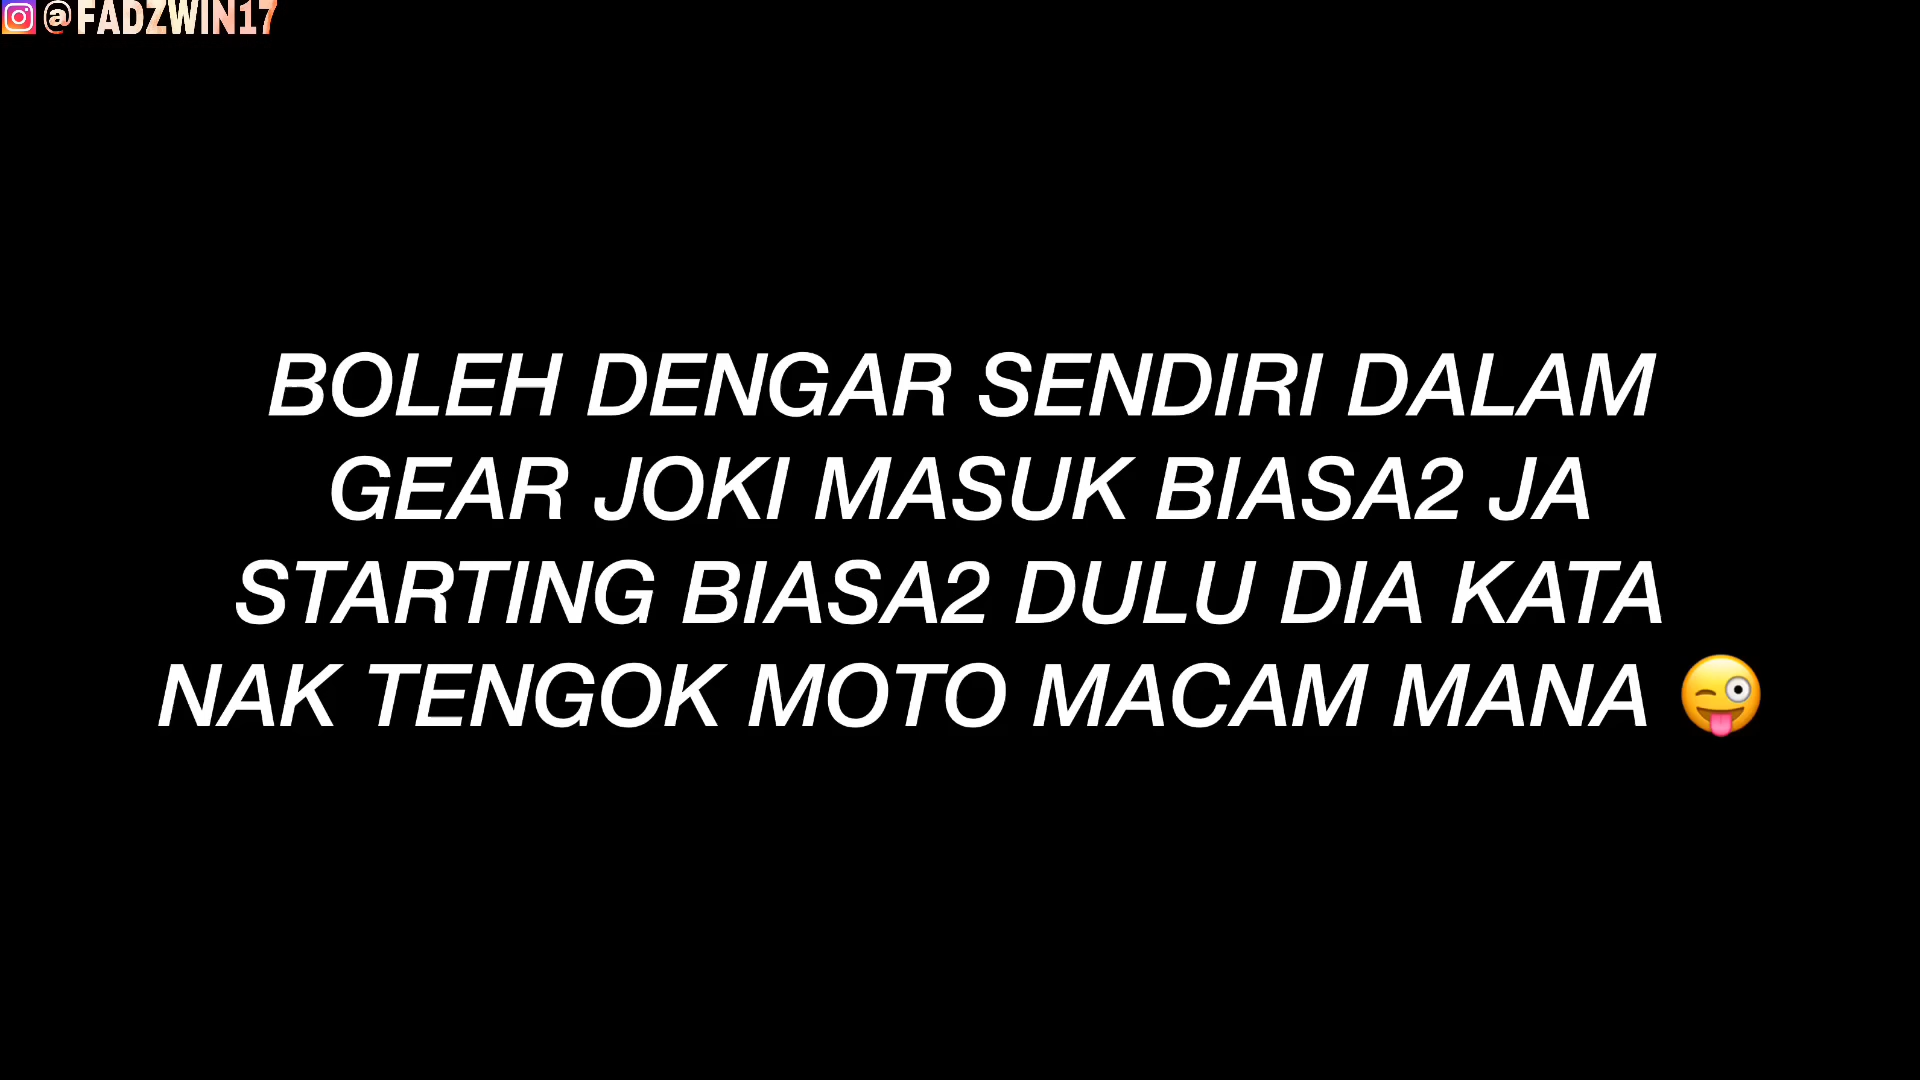 @FADZWIN17
BOLEH DENGAR SENDIRI DALAM
GEAR JOKI MASUK BIASA2 JA
STARTING BIASA2 DULU DIA KATA
NAK TENGOK MOTO MACAM MANA 😜